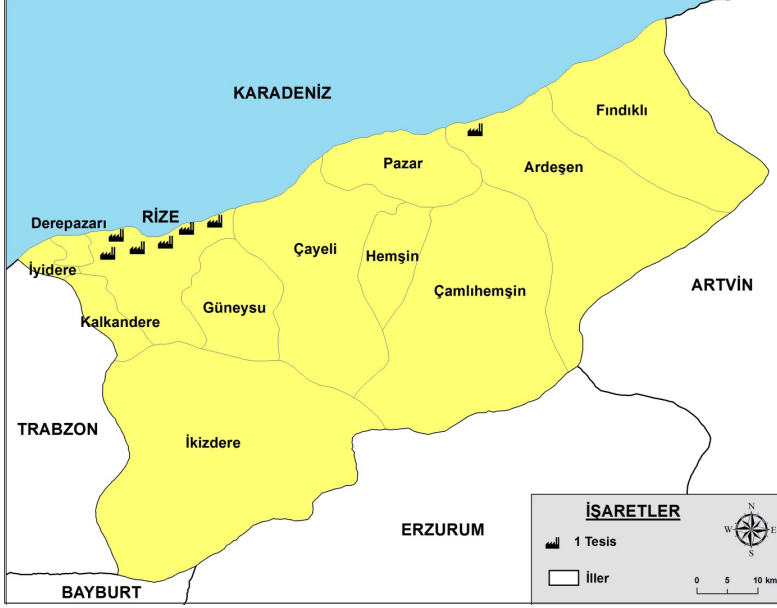 KARADENİZ
Fındıklı
Pazar
Ardeşen
Derepazarı
RİZE
Çayeli
Hemşin
İyidere
Çamlıhemşin
ARTVİN
Güneysu
Kalkandere
TRABZON
İkizdere
ERZURUM
BAYBURT
İŞARETLER
1 Tesis
İller
N
W
E
S
0 5 10 km